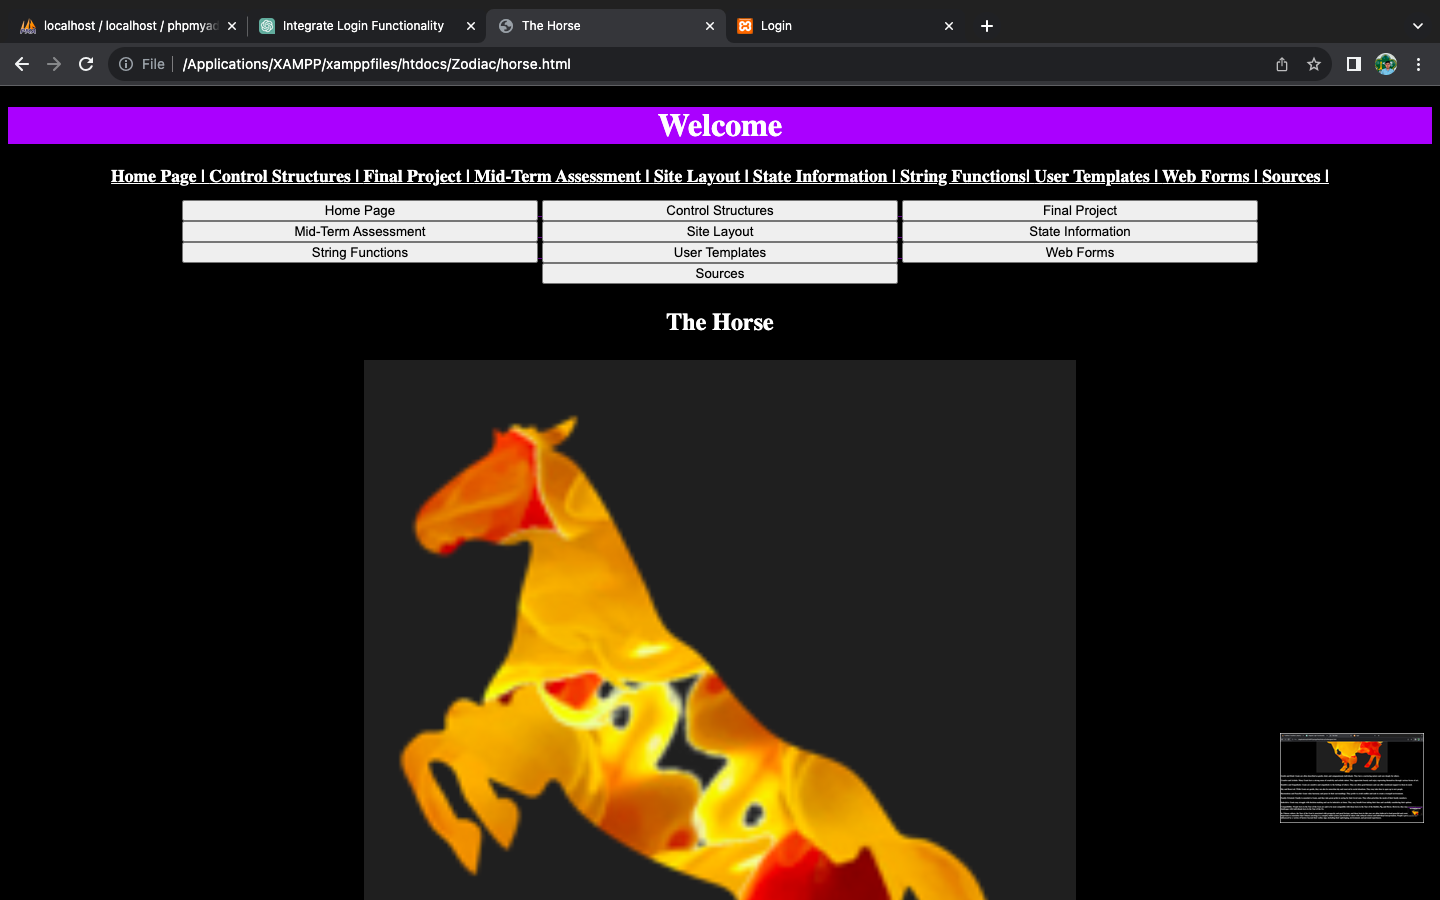 localhost / localhost / phpmyad
Integrate Login Functionality
The Horse
Login
File
/Applications/XAMPP/xamppfiles/htdocs/Zodiac/horse.html
Welcome
Home Page | Control Structures | Final Project | Mid-Term Assessment | Site Layout | State Information | String Functions| User Templates | Web Forms | Sources |
Home Page Control Structures Final Project
Mid-Term Assessment Site Layout State Information
String Functions User Templates Web Forms
Sources
The Horse